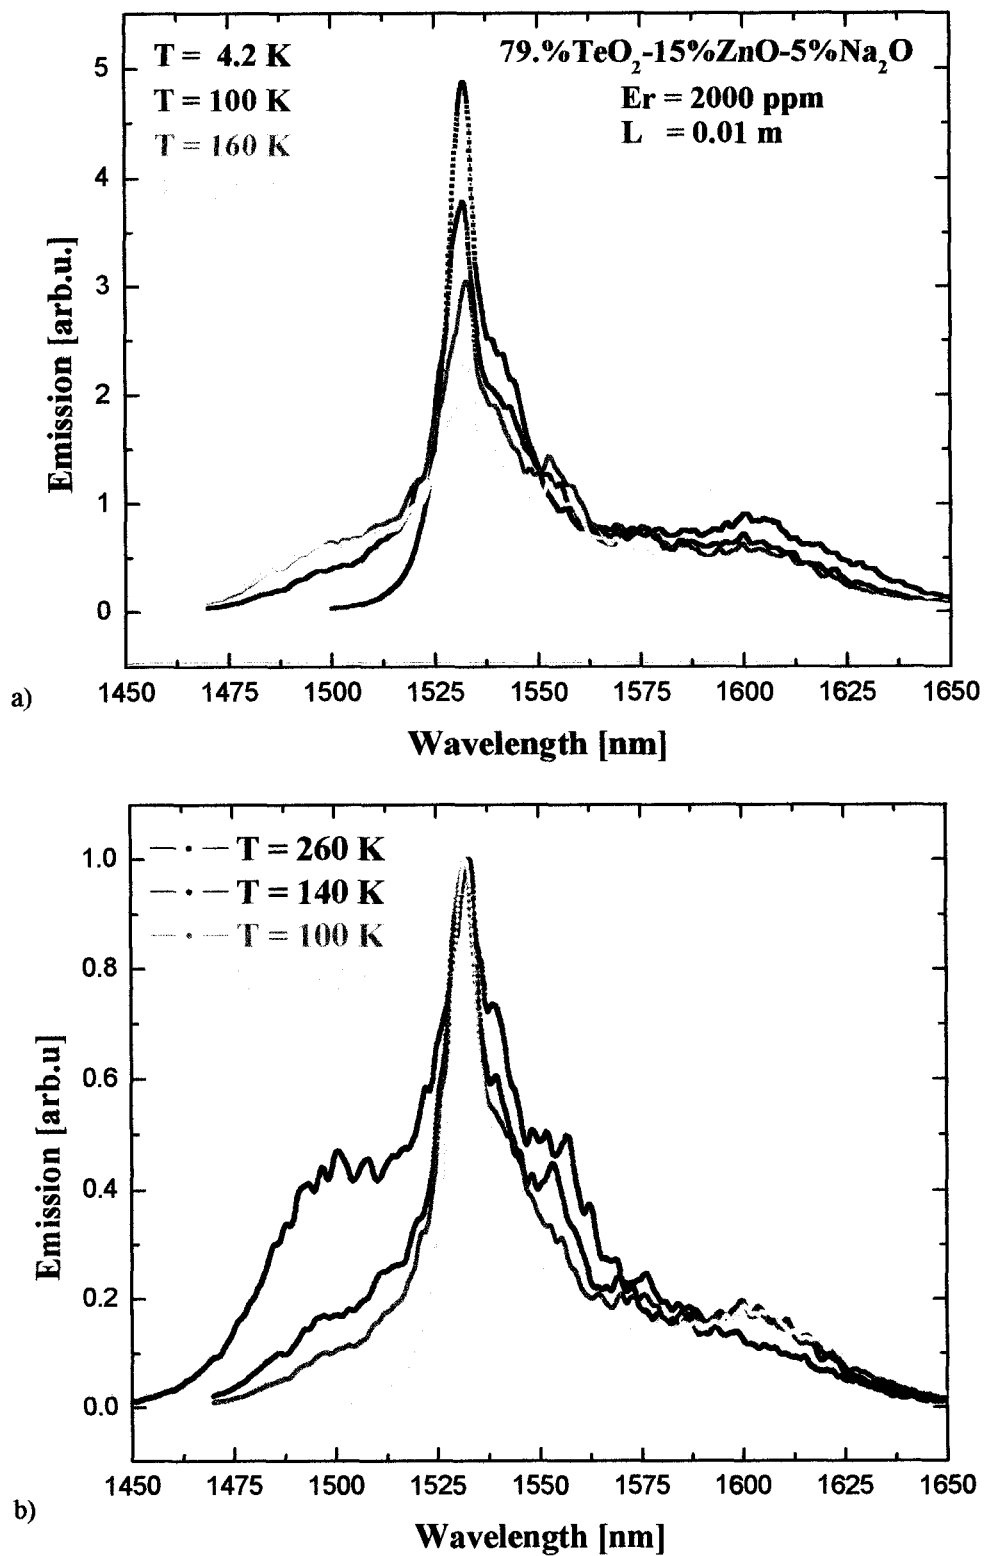 T = 4.2 K
T = 100 K
T = 160 K
79.%TeO₂-15%ZnO-5%Na₂O
Er = 2000 ppm
L = 0.01 m
5
4
3
2
1
0
Emission [arb.u.]
1450 1475 1500 1525 1550 1575 1600 1625 1650
a)
Wavelength [nm]
T = 260 K
T = 140 K
T = 100 K
1.0
0.8
0.6
0.4
0.2
0.0
Emission [arb.u]
1450 1475 1500 1525 1550 1575 1600 1625 1650
b)
Wavelength [nm]